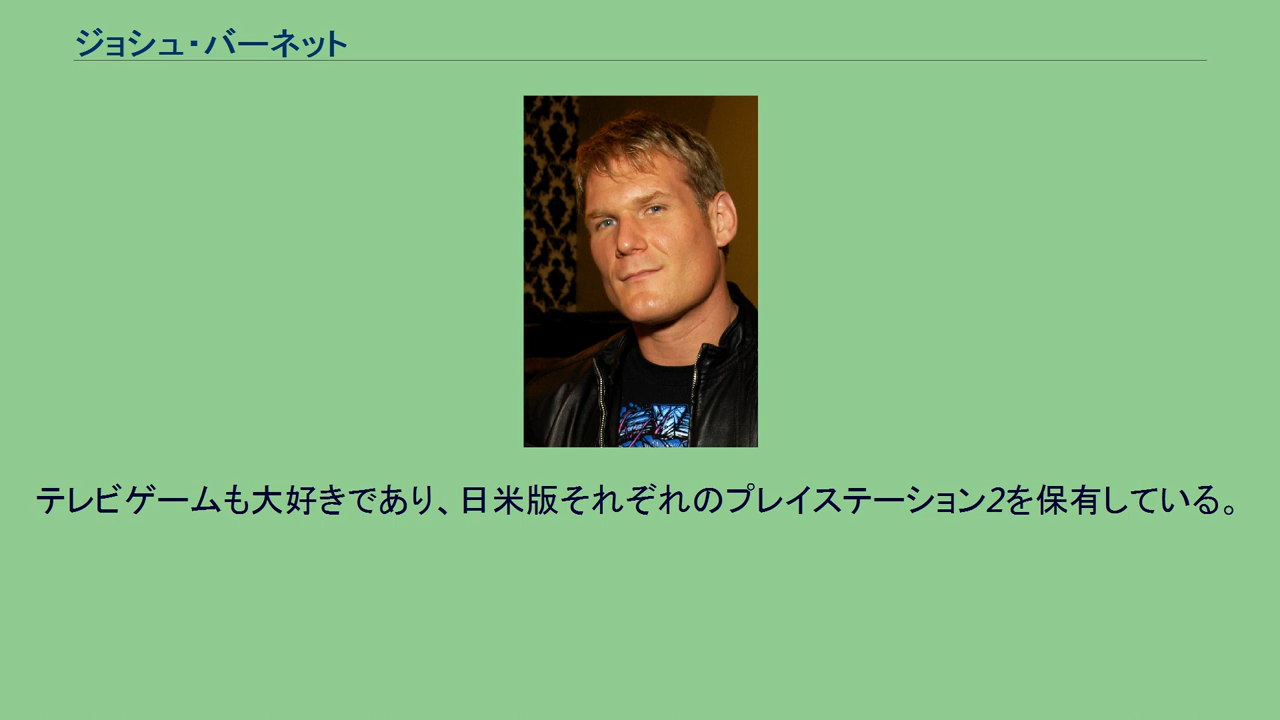 ジョシュ・バーネット
テレビゲームも大好きであり、日米版それぞれのプレイステーション2を保有している。